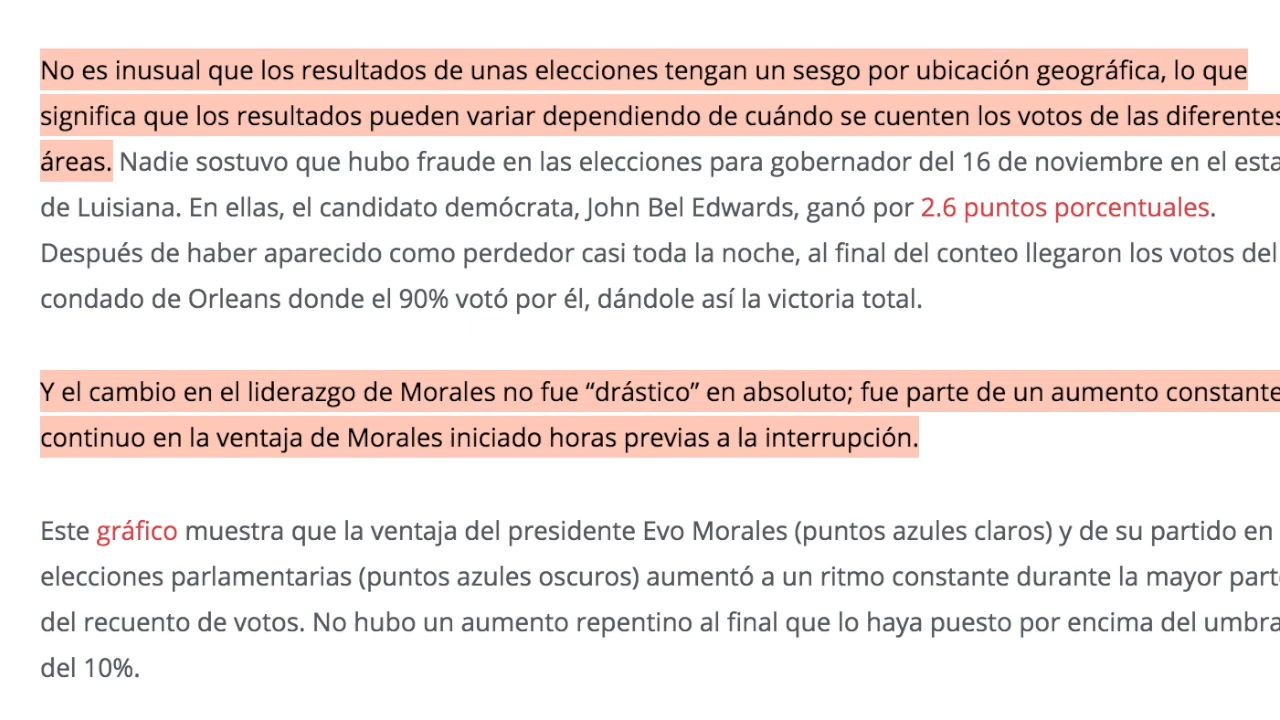 No es inusual que los resultados de unas elecciones tengan un sesgo por ubicación geográfica, lo que
significa que los resultados pueden variar dependiendo de cuándo se cuenten los votos de las diferentes
áreas. Nadie sostuvo que hubo fraude en las elecciones para gobernador del 16 de noviembre en el esta
de Luisiana. En ellas, el candidato demócrata, John Bel Edwards, ganó por 2.6 puntos porcentuales.
Después de haber aparecido como perdedor casi toda la noche, al final del conteo llegaron los votos del
condado de Orleans donde el 90% votó por él, dándole así la victoria total.
Y el cambio en el liderazgo de Morales no fue “drástico” en absoluto; fue parte de un aumento constante
continuo en la ventaja de Morales iniciado horas previas a la interrupción.
Este gráfico muestra que la ventaja del presidente Evo Morales (puntos azules claros) y de su partido en
elecciones parlamentarias (puntos azules oscuros) aumentó a un ritmo constante durante la mayor parte
del recuento de votos. No hubo un aumento repentino al final que lo haya puesto por encima del umbra
del 10%.